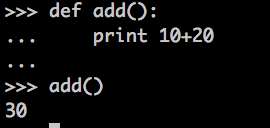 >>> def add():
...     print 10+20
...
>>> add()
30